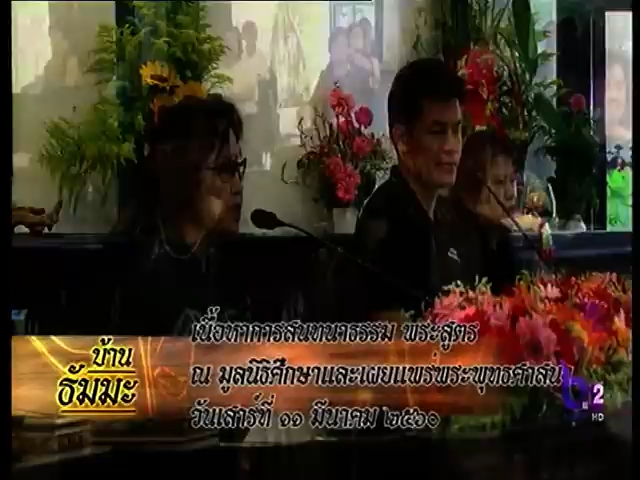 บ้าน
ธัมมะ
เนื้อหาการสนทนาธรรม พระสูตร
ณ มูลนิธิศึกษาและเผยแพร่พระพุทธศาสน
วันเสาร์ที่ ๑๑ มีนาคม ๒๕๖๐
2
HD